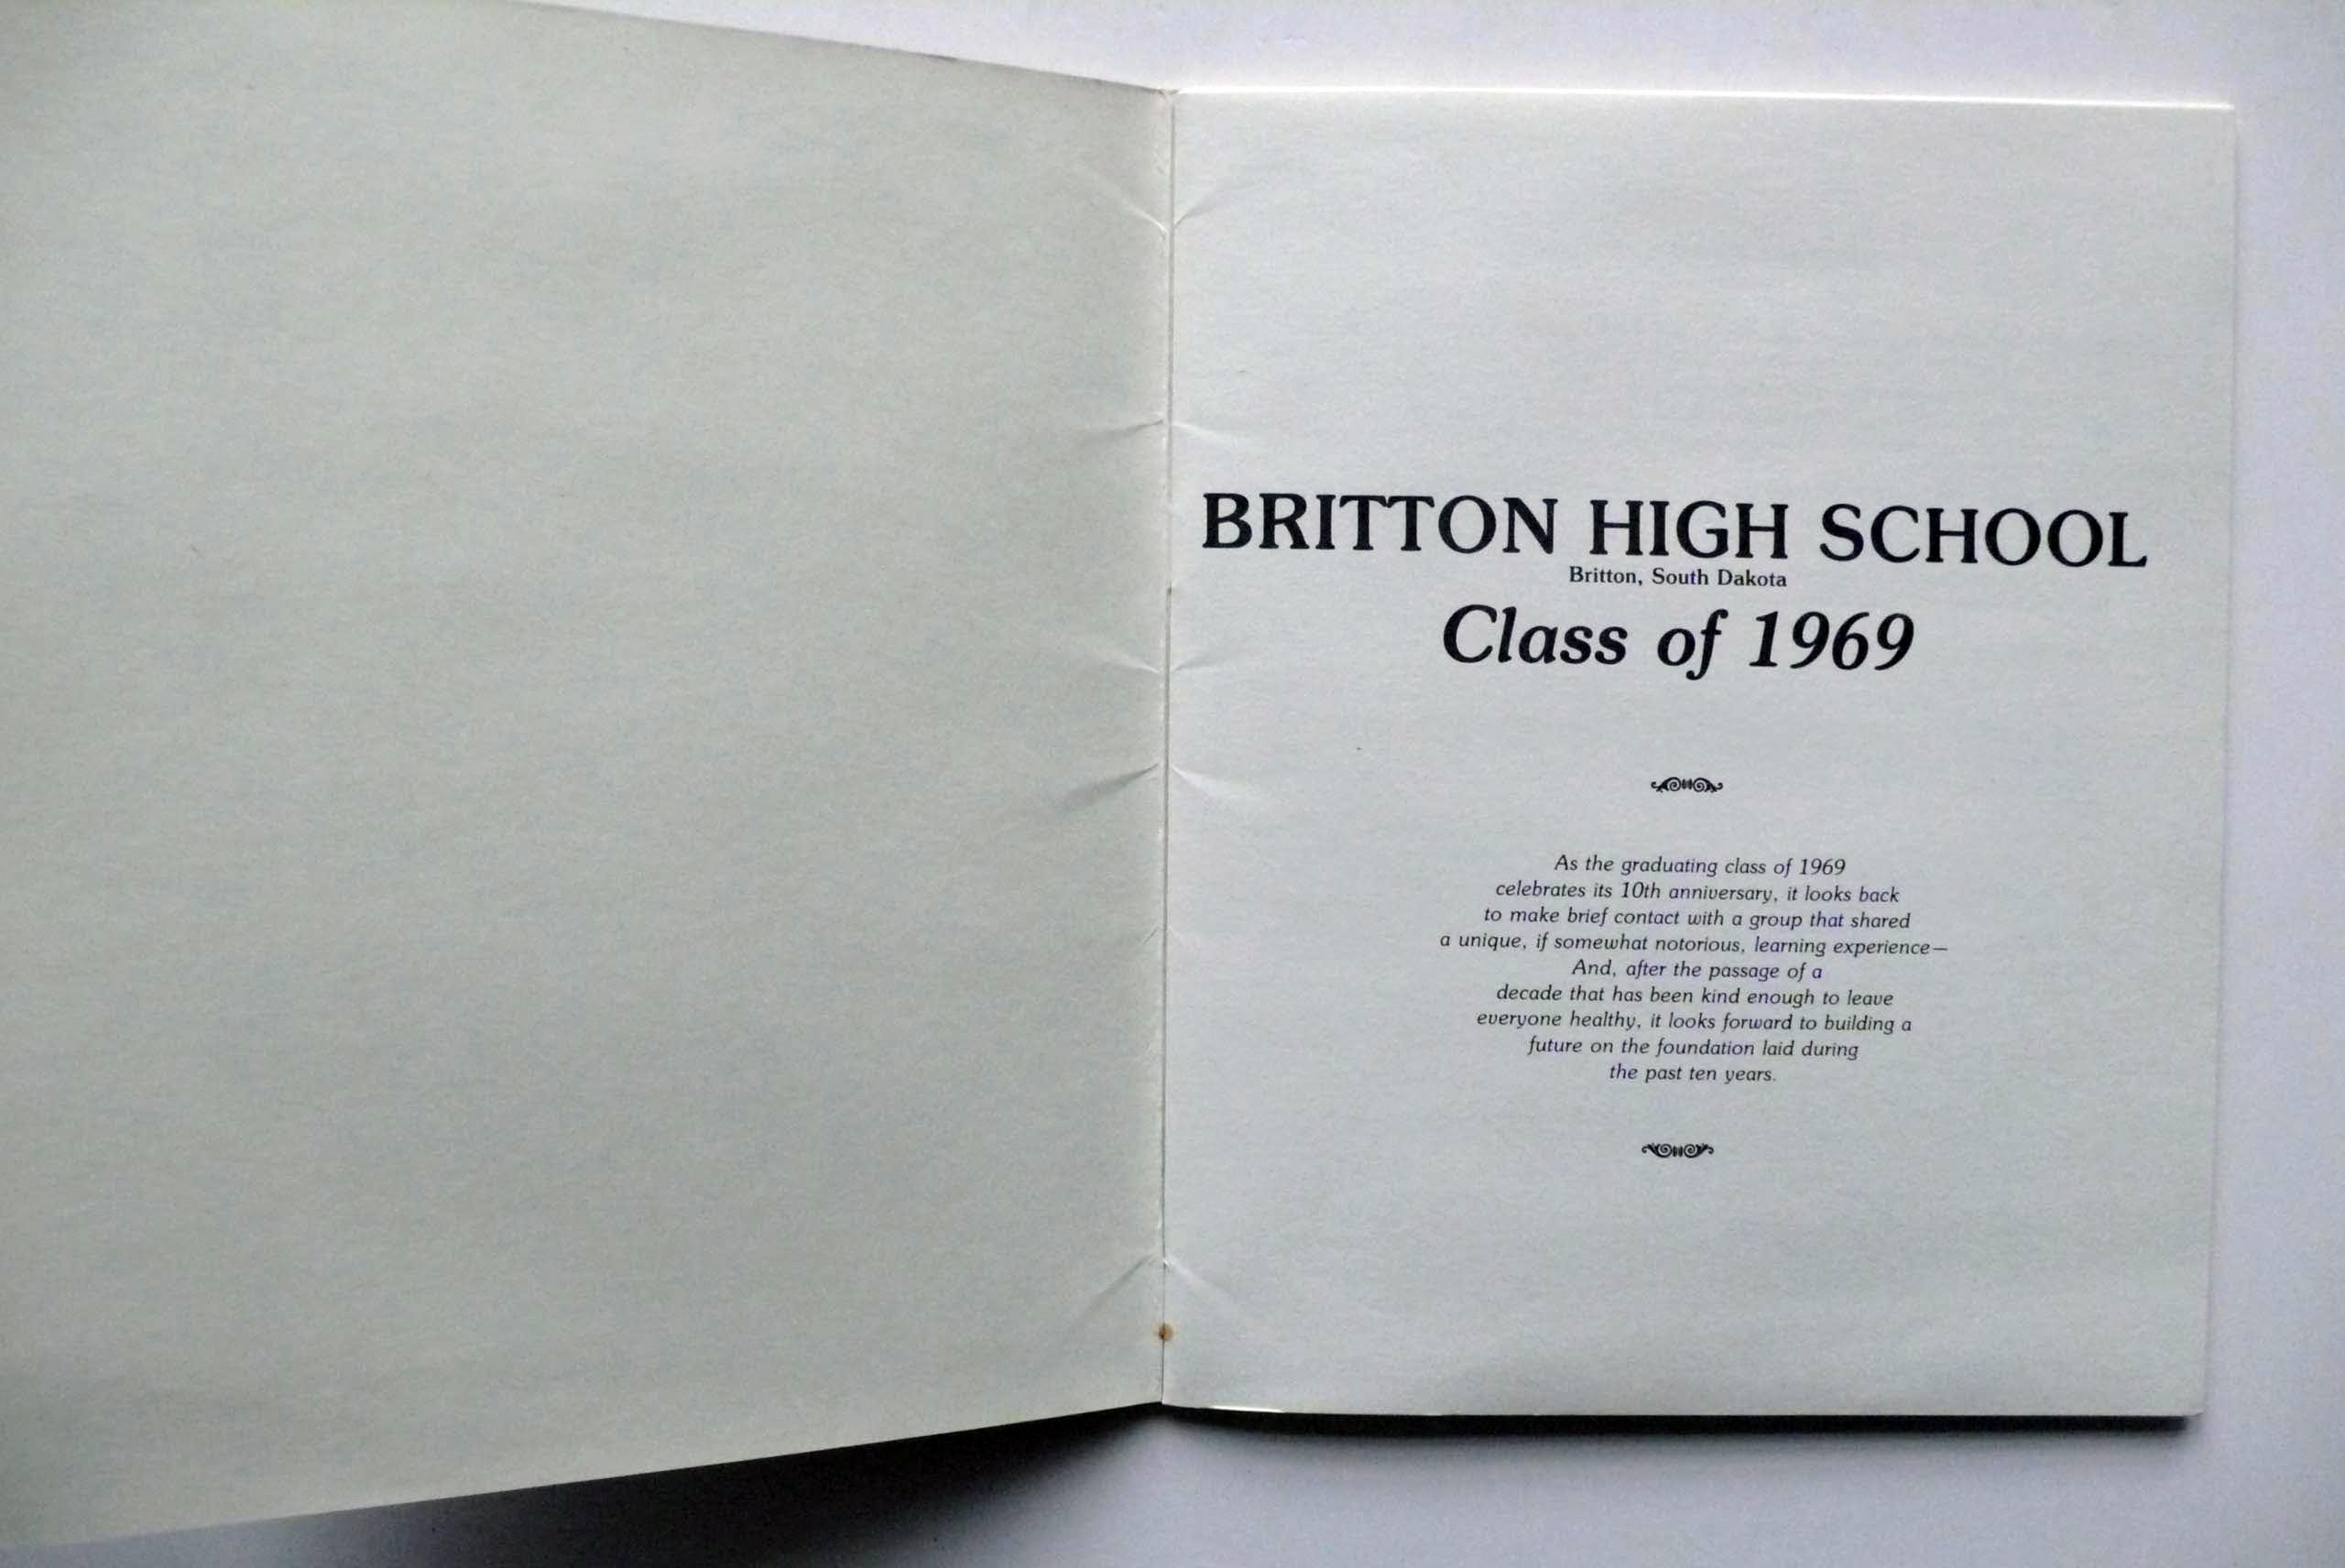 BRITTON HIGH SCHOOL
Britton, South Dakota
Class of 1969
As the graduating class of 1969
celebrates its 10th anniversary, it looks back
to make brief contact with a group that shared
a unique, if somewhat notorious, learning experience—
And, after the passage of a
decade that has been kind enough to leave
everyone healthy, it looks forward to building a
future on the foundation laid during
the past ten years.